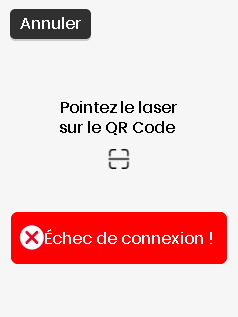 Annuler
Pointez le laser
sur le QR Code
Échec de connexion !